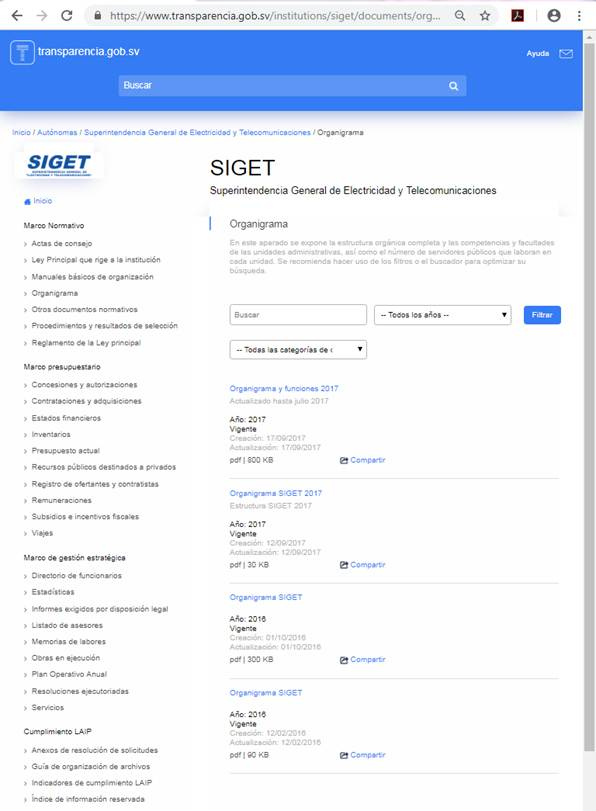 https://www.transparencia.gob.sv/institutions/siget/documents/org...
transparencia.gob.sv
Ayuda
Buscar
Inicio / Autónomas / Superintendencia General de Electricidad y Telecomunicaciones / Organigrama
SIGET
SUPERINTENDENCIA GENERAL DE
ELECTRICIDAD Y TELECOMUNICACIONES
Inicio
Marco Normativo
Actas de consejo
Ley Principal que rige a la institución
Manuales básicos de organización
Organigrama
Otros documentos normativos
Procedimientos y resultados de selección
Reglamento de la Ley principal
Marco presupuestario
Concesiones y autorizaciones
Contrataciones y adquisiciones
Estados financieros
Inventarios
Presupuesto actual
Recursos públicos destinados a privados
Registro de ofertantes y contratistas
Remuneraciones
Subsidios e incentivos fiscales
Viajes
Marco de gestión estratégica
Directorio de funcionarios
Estadísticas
Informes exigidos por disposición legal
Listado de asesores
Memorias de labores
Obras en ejecución
Plan Operativo Anual
Resoluciones ejecutoriadas
Servicios
Cumplimiento LAIP
Anexos de resolución de solicitudes
Guía de organización de archivos
Indicadores de cumplimiento LAIP
Índice de información reservada
SIGET
Superintendencia General de Electricidad y Telecomunicaciones
Organigrama
En este aparado se expone la estructura orgánica completa y las competencias y facultades
de las unidades administrativas, así como el número de servidores públicos que laboran en
cada unidad. Se recomienda hacer uso de los filtros o el buscador para optimizar su
búsqueda.
Buscar
-- Todos los años --
Filtrar
-- Todas las categorías de c
Organigrama y funciones 2017
Actualizado hasta julio 2017
Año: 2017
Vigente
Creación: 17/09/2017
Actualización: 17/09/2017
pdf | 800 KB
Compartir
Organigrama SIGET 2017
Estructura SIGET 2017
Año: 2017
Vigente
Creación: 12/09/2017
Actualización: 12/09/2017
pdf | 30 KB
Compartir
Organigrama SIGET
Año: 2016
Vigente
Creación: 01/10/2016
Actualización: 01/10/2016
pdf | 300 KB
Compartir
Organigrama SIGET
Año: 2016
Vigente
Creación: 12/02/2016
Actualización: 12/02/2016
pdf | 90 KB
Compartir